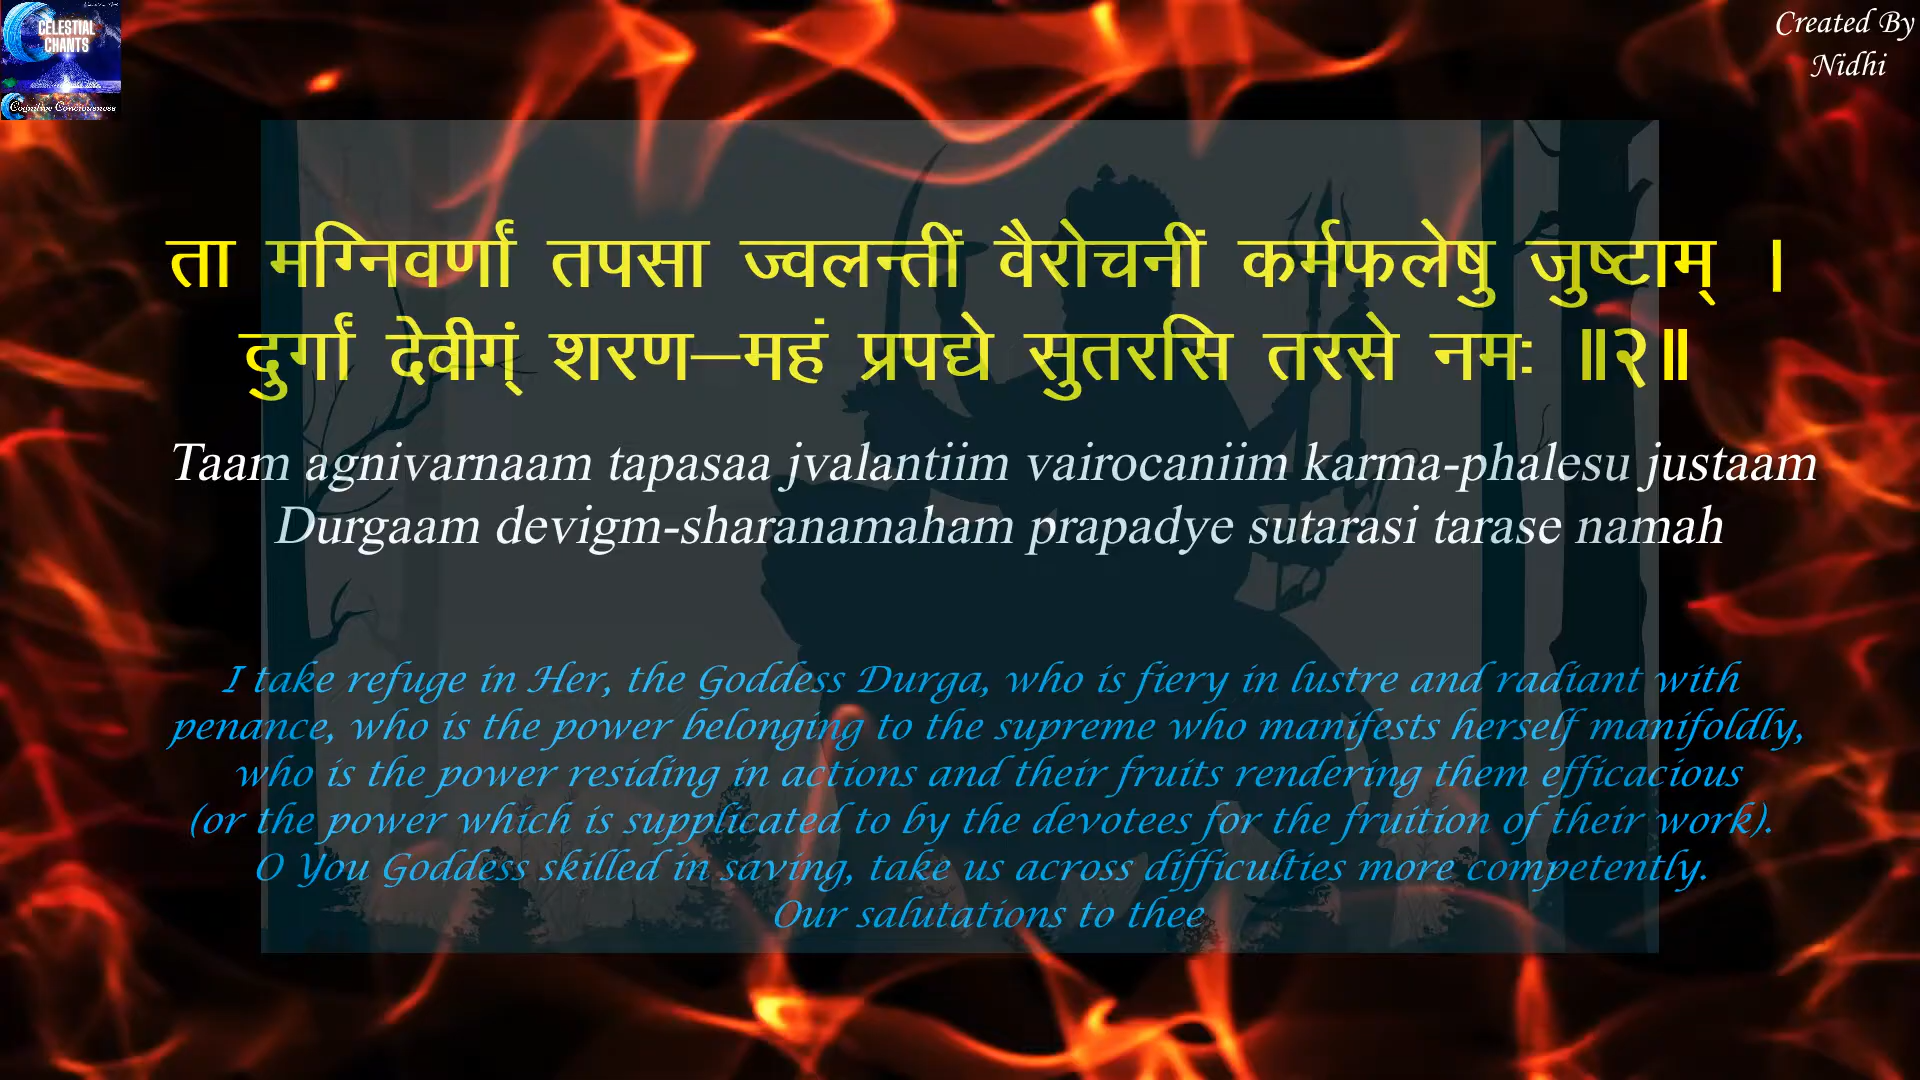 CELESTIAL
CHANTS
Cognitive Conciousness
Created By
Nidhi
ता मग्निवर्णां तपसा ज्वलन्तीं वैरोचनीं कर्मफलेषु जुष्टाम् ।
दुर्गां देवीग्ं शरण–महं प्रपद्ये सुतरसि तरसे नमः ॥२॥
Taam agnivarnaam tapasaa jvalantiim vairocaniim karma-phalesu justaam
Durgaam devigm-sharanamaham prapadye sutarasi tarase namah
I take refuge in Her, the Goddess Durga, who is fiery in lustre and radiant with
penance, who is the power belonging to the supreme who manifests herself manifoldly,
who is the power residing in actions and their fruits rendering them efficacious
(or the power which is supplicated to by the devotees for the fruition of their work).
O You Goddess skilled in saving, take us across difficulties more competently.
Our salutations to thee